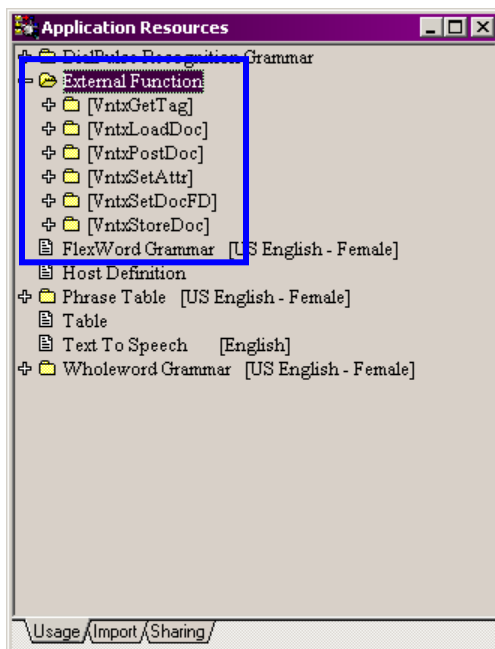 Application Resources
DialPulse Recognition Grammar
External Function
[VntxGetTag]
[VntxLoadDoc]
[VntxPostDoc]
[VntxSetAttr]
[VntxSetDocFD]
[VntxStoreDoc]
FlexWord Grammar [US English - Female]
Host Definition
Phrase Table [US English - Female]
Table
Text To Speech [English]
Wholeword Grammar [US English - Female]
Usage Import Sharing